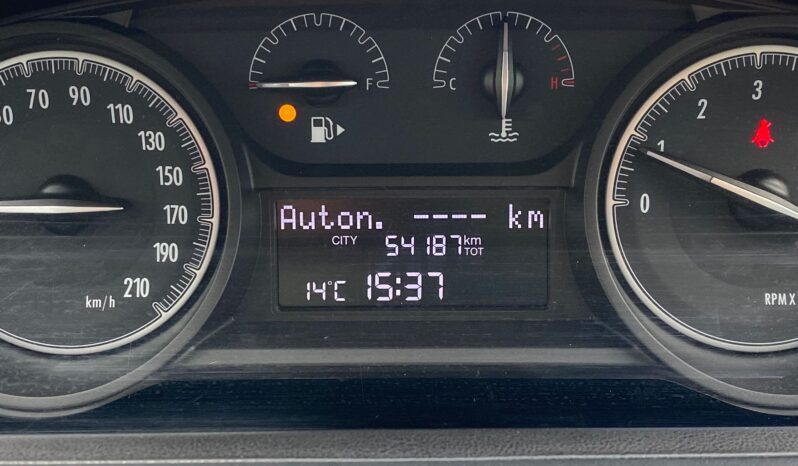 F
C H
E
70 90 110 130 150 170 190 210
km/h
0 1 2 3
RPM X
Auton. ---- km
CITY 54187 km TOT
14°C 15:37